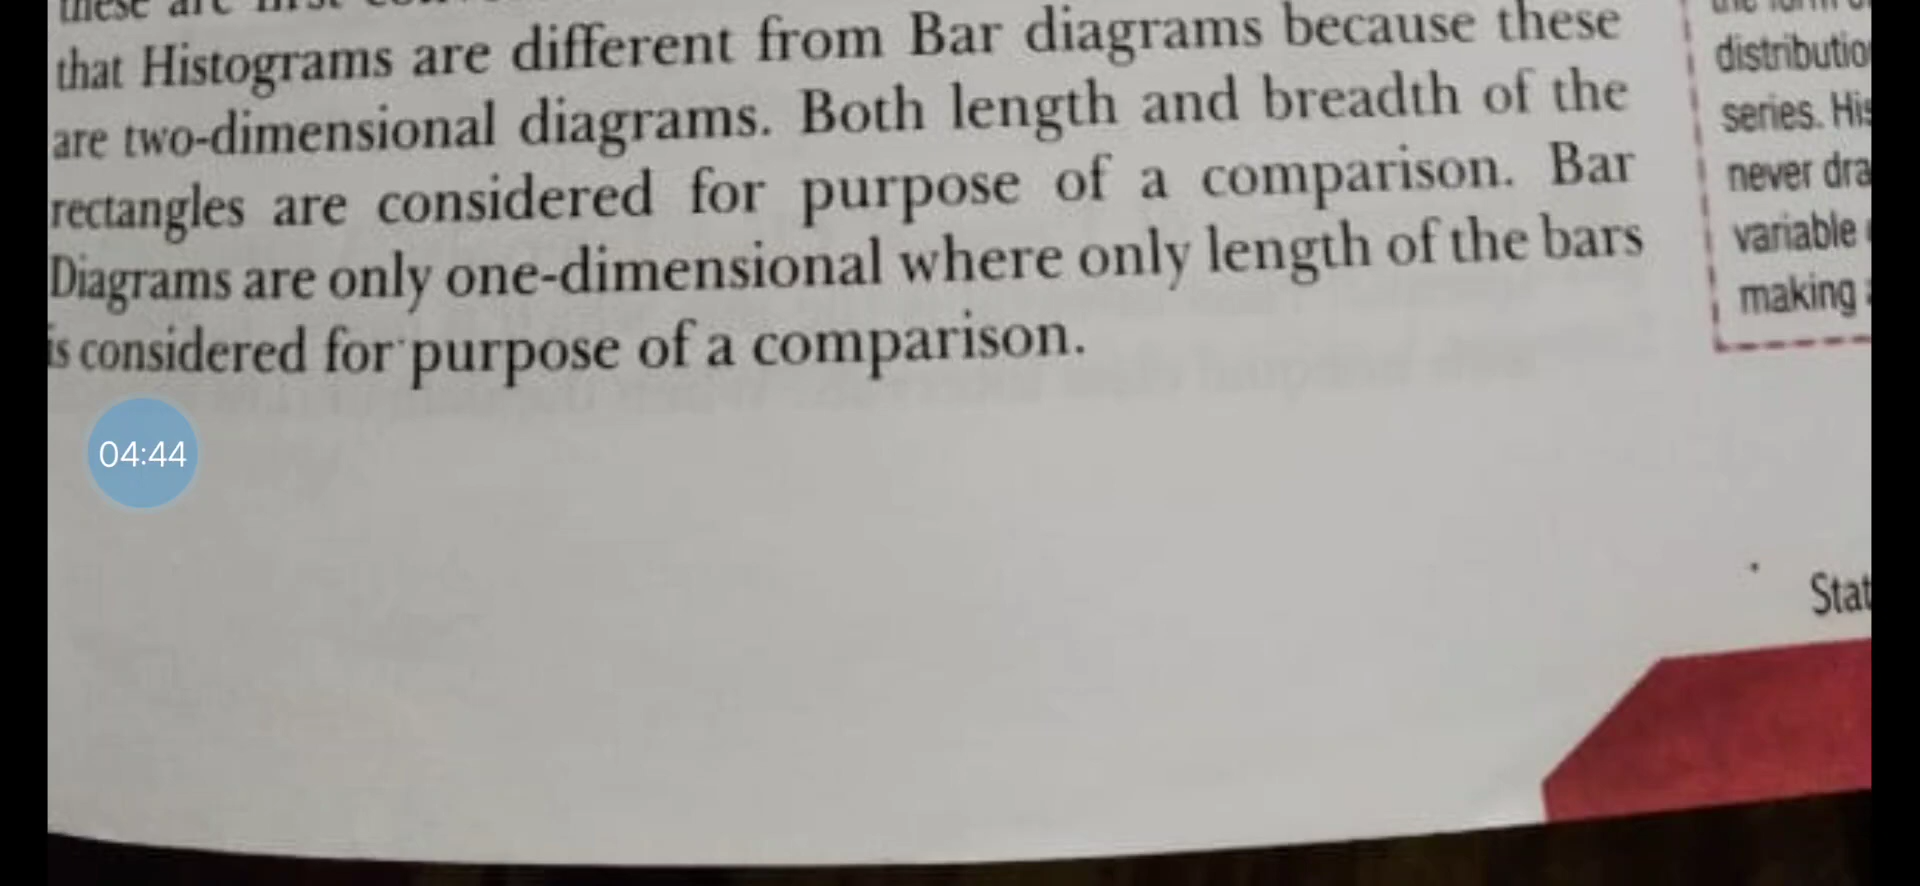 these are
that Histograms are different from Bar diagrams because these
are two-dimensional diagrams. Both length and breadth of the
rectangles are considered for purpose of a comparison. Bar
Diagrams are only one-dimensional where only length of the bars
is considered for purpose of a comparison.
distributio
series. His
never dra
variable
making
04:44
Stat